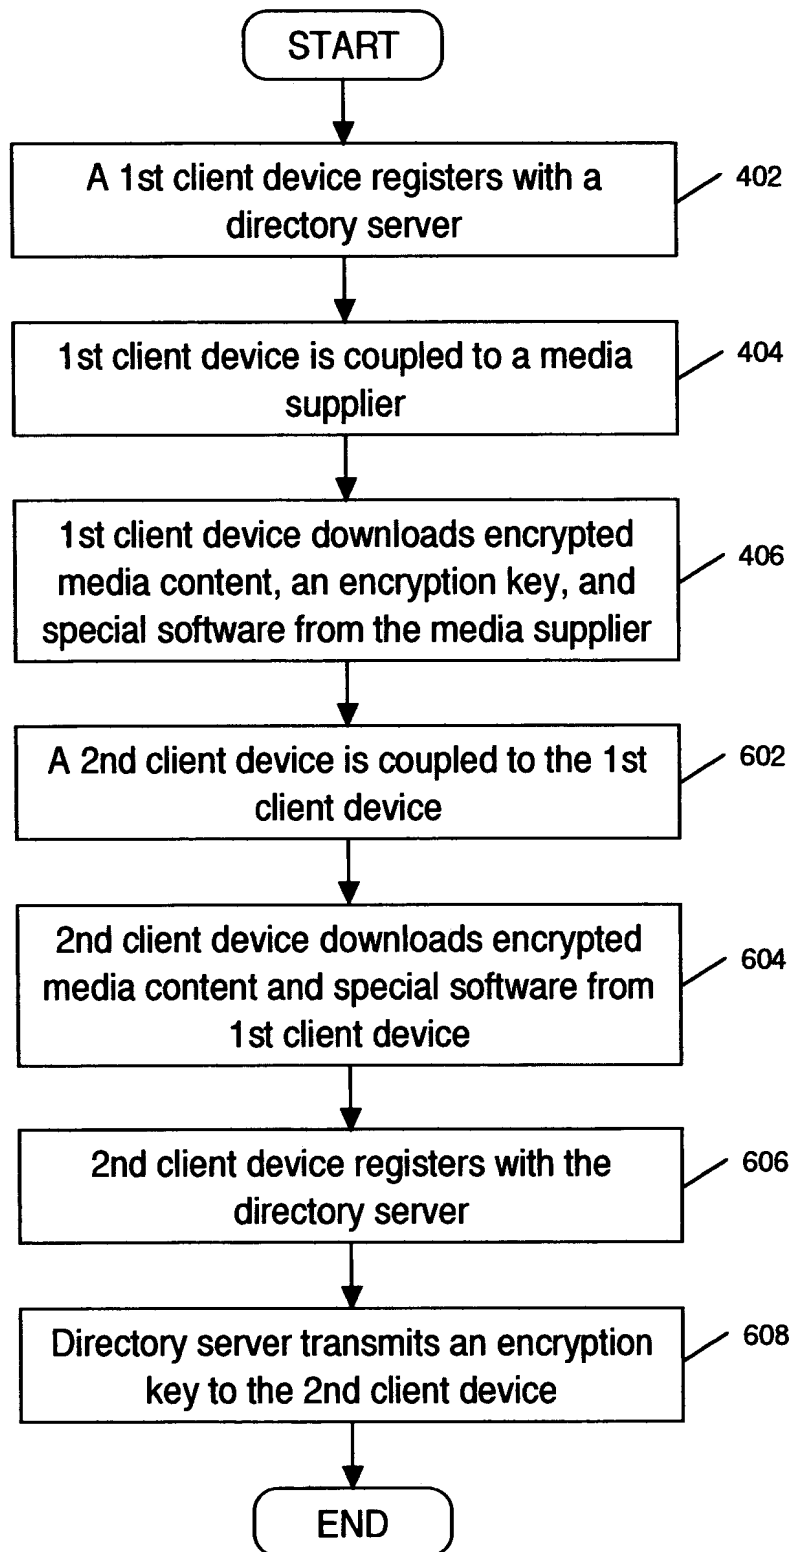 START
A 1st client device registers with a
directory server
402
1st client device is coupled to a media
supplier
404
1st client device downloads encrypted
media content, an encryption key, and
special software from the media supplier
406
A 2nd client device is coupled to the 1st
client device
602
2nd client device downloads encrypted
media content and special software from
1st client device
604
2nd client device registers with the
directory server
606
Directory server transmits an encryption
key to the 2nd client device
608
END